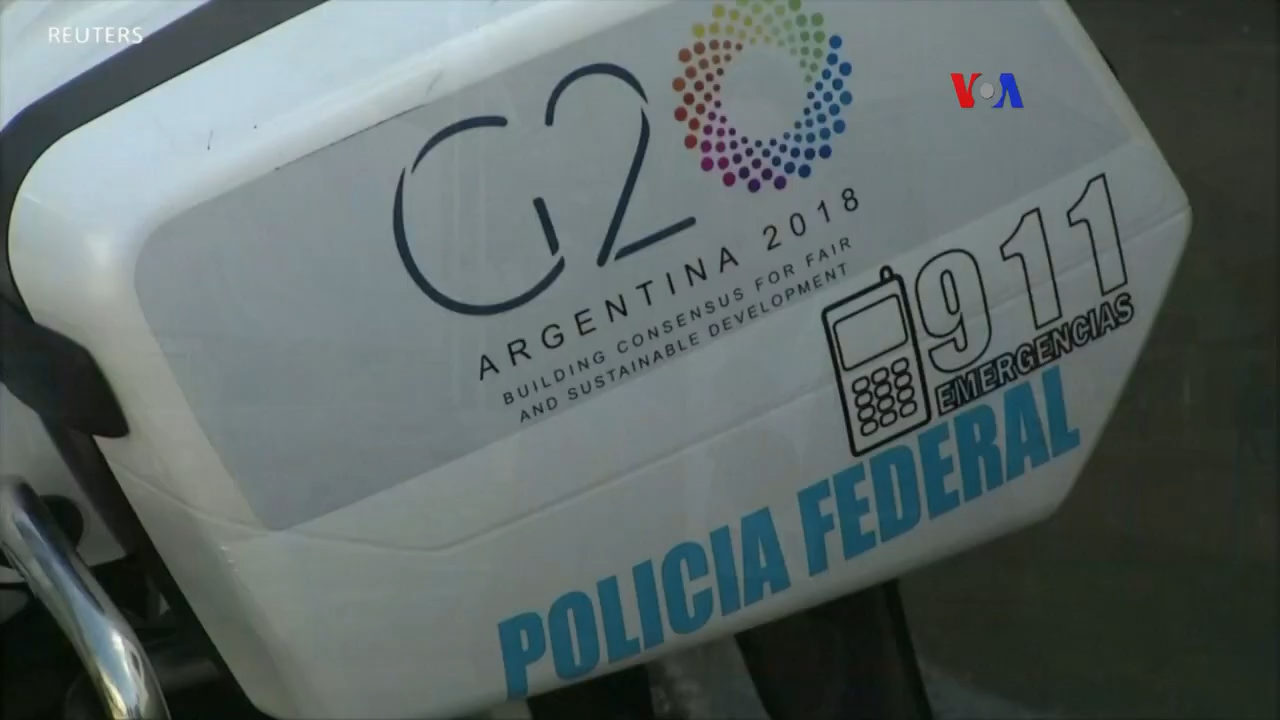 REUTERS
VOA
G20
ARGENTINA 2018
BUILDING CONSENSUS FOR FAIR
AND SUSTAINABLE DEVELOPMENT
911
EMERGENCIAS
POLICIA FEDERAL